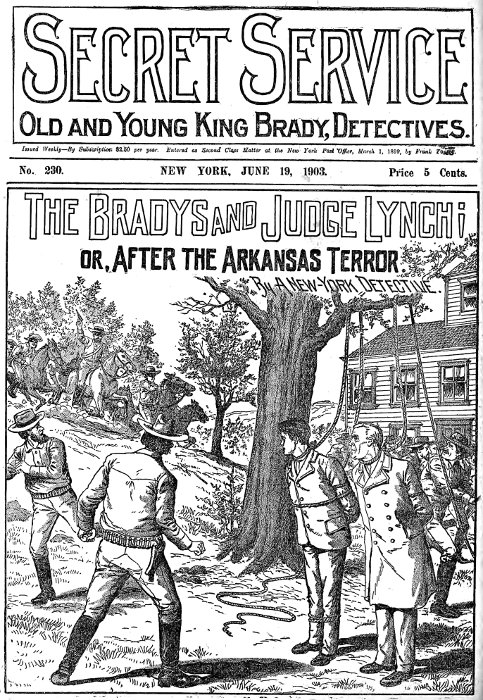 SECRET SERVICE
OLD AND YOUNG KING BRADY, DETECTIVES.
Issued Weekly—By Subscription $2.50 per year. Entered as Second Class Matter at the New York Post Office, March 1, 1899, by Frank Tousey.
No. 230. NEW YORK, JUNE 19, 1903. Price 5 Cents.
THE BRADYS AND JUDGE LYNCH;
OR, AFTER THE ARKANSAS TERROR.
By A NEW-YORK DETECTIVE.